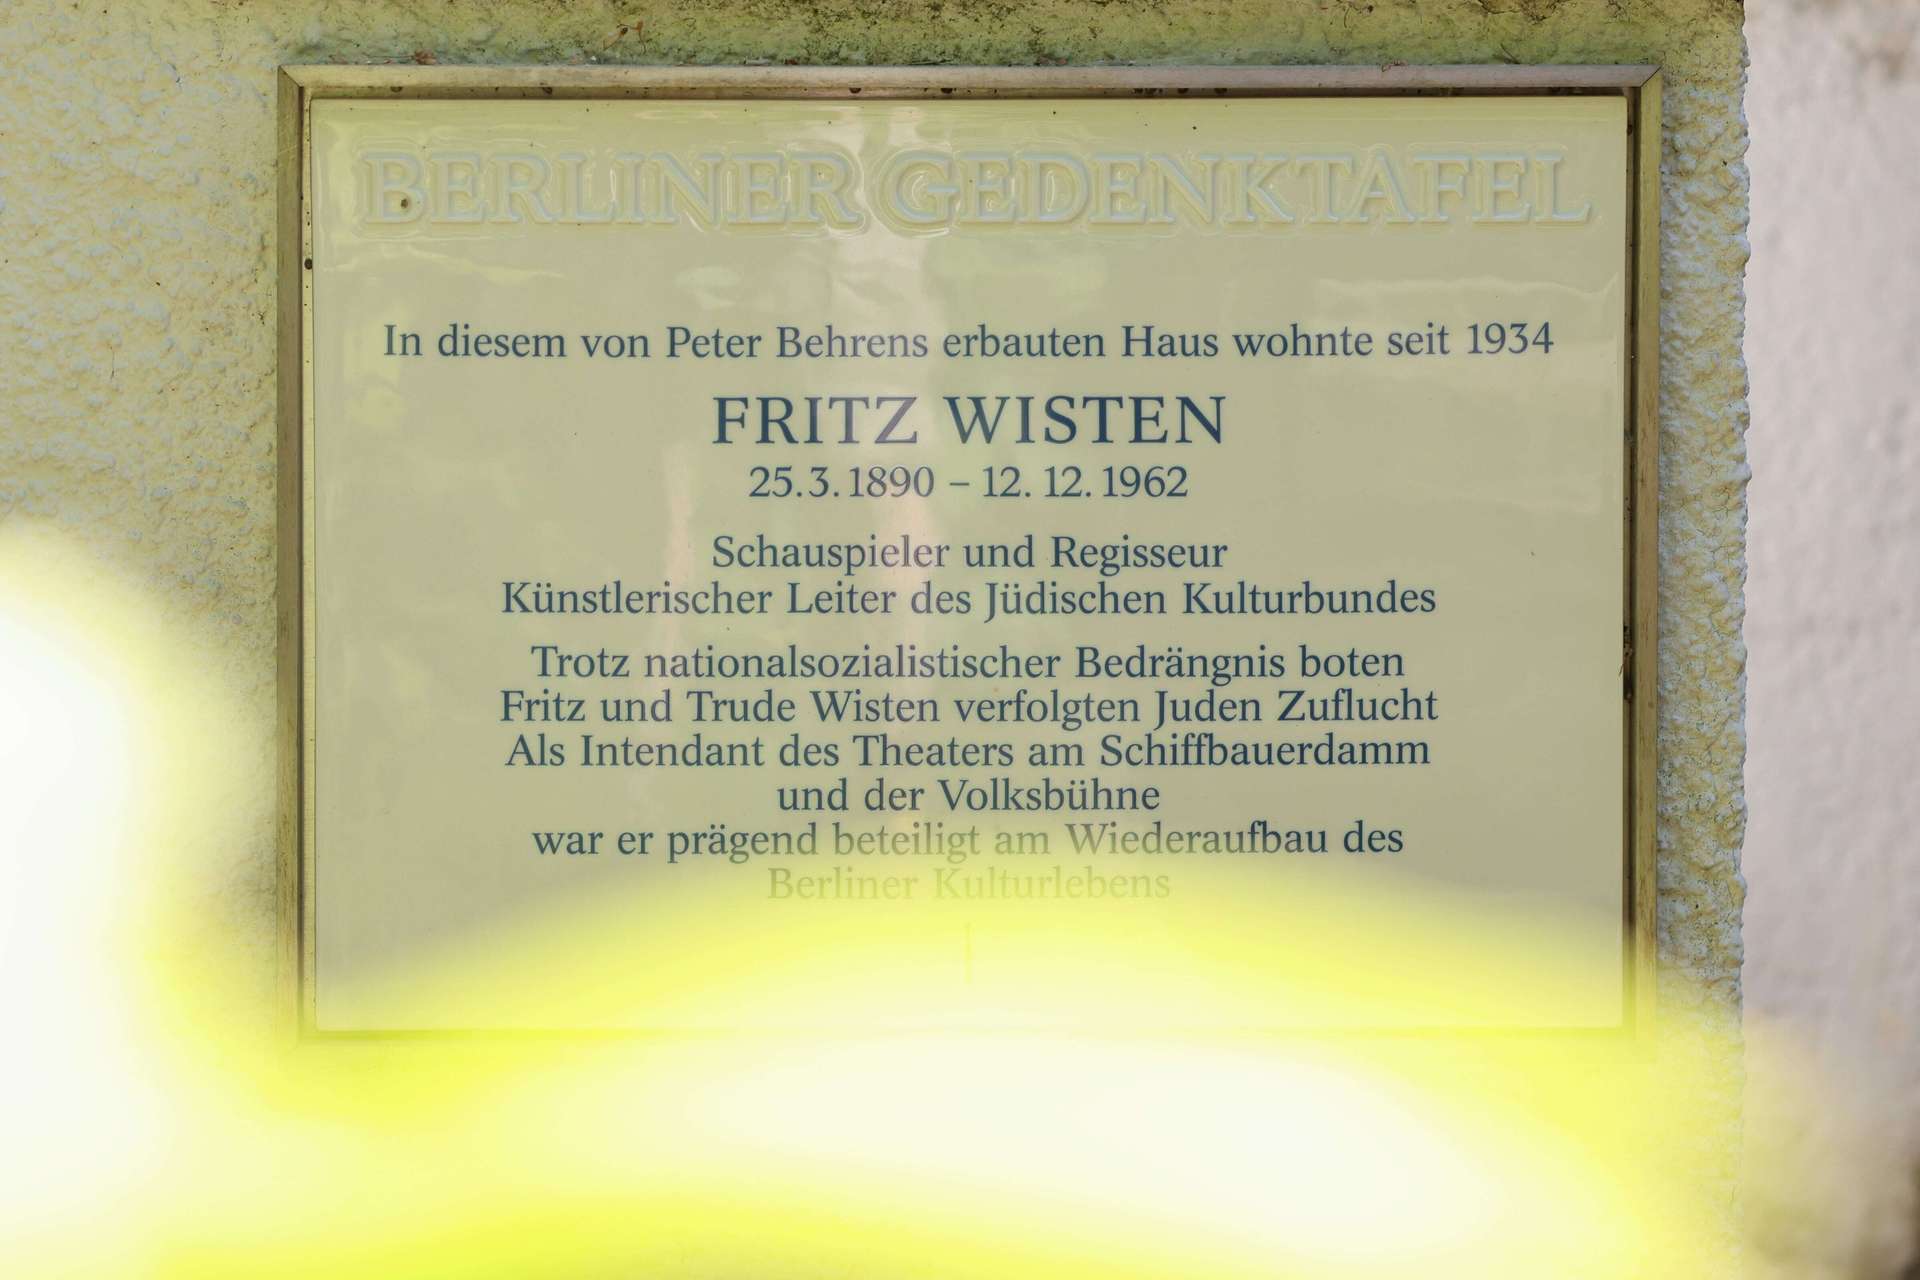 BERLINER GEDENKTAFEL
In diesem von Peter Behrens erbauten Haus wohnte seit 1934
FRITZ WISTEN
25.3.1890 – 12.12.1962
Schauspieler und Regisseur
Künstlerischer Leiter des Jüdischen Kulturbundes
Trotz nationalsozialistischer Bedrängnis boten
Fritz und Trude Wisten verfolgten Juden Zuflucht
Als Intendant des Theaters am Schiffbauerdamm
und der Volksbühne
war er prägend beteiligt am Wiederaufbau des
Berliner Kulturlebens